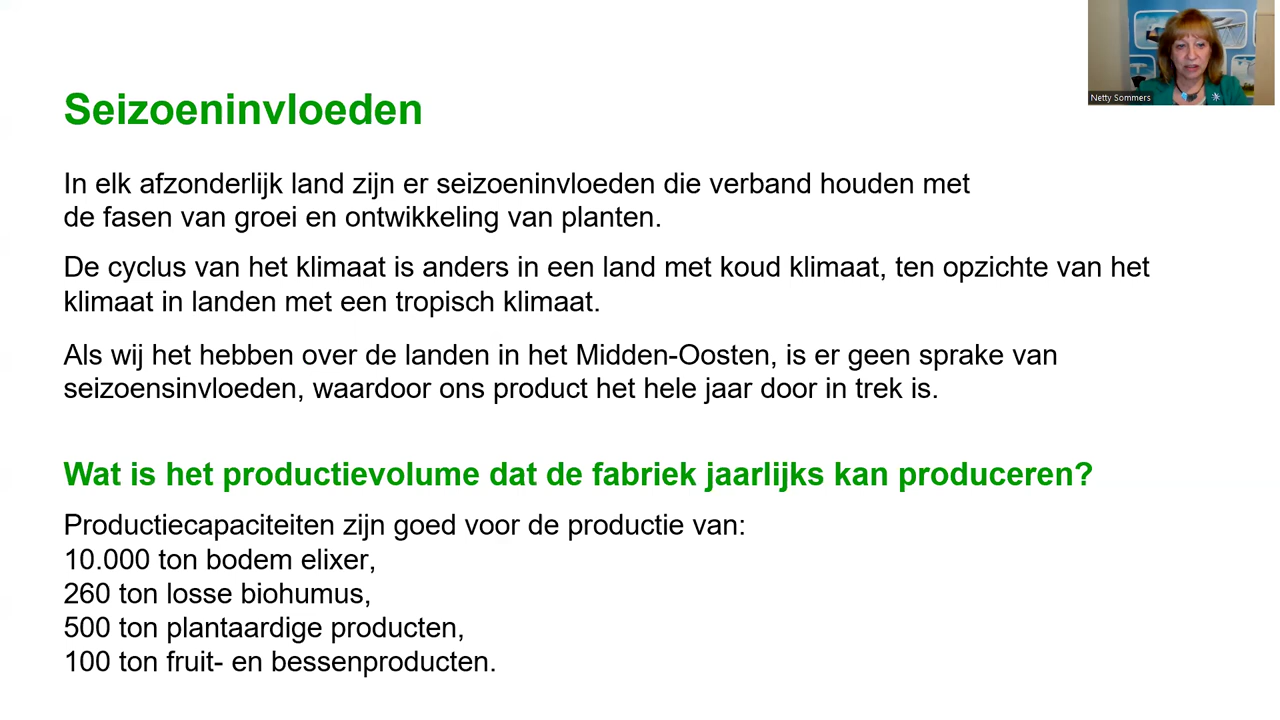 Netty Sommers
Seizoeninvloeden
In elk afzonderlijk land zijn er seizoeninvloeden die verband houden met
de fasen van groei en ontwikkeling van planten.
De cyclus van het klimaat is anders in een land met koud klimaat, ten opzichte van het
klimaat in landen met een tropisch klimaat.
Als wij het hebben over de landen in het Midden-Oosten, is er geen sprake van
seizoensinvloeden, waardoor ons product het hele jaar door in trek is.
Wat is het productievolume dat de fabriek jaarlijks kan produceren?
Productiecapaciteiten zijn goed voor de productie van:
10.000 ton bodem elixer,
260 ton losse biohumus,
500 ton plantaardige producten,
100 ton fruit- en bessenproducten.